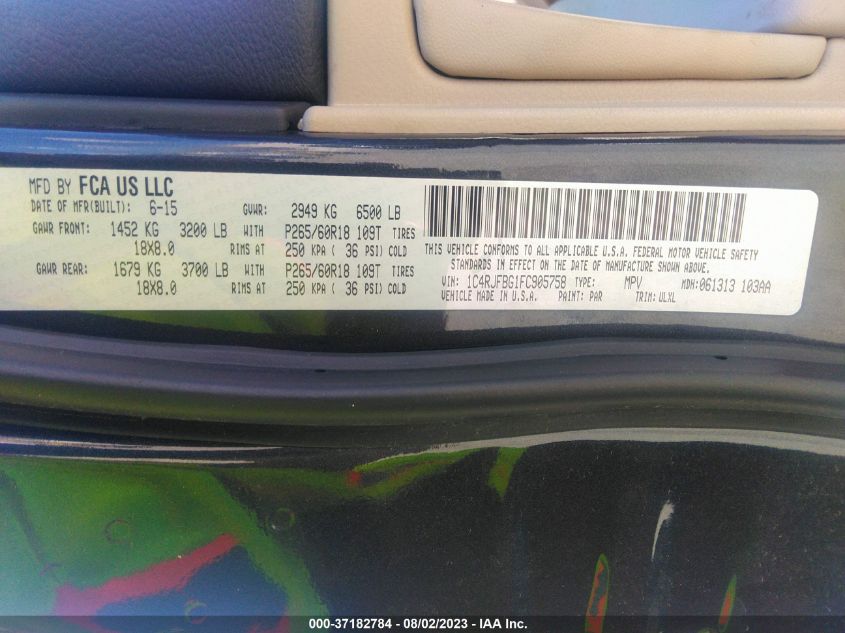 MFD BY FCA US LLC
DATE OF MFR(BUILT): 6-15 GVWR: 2949 KG 6500 LB
GAWR FRONT: 1452 KG 3200 LB WITH P265/60R18 109T TIRES
18X8.0 RIMS AT 250 KPA ( 36 PSI) COLD
GAWR REAR: 1679 KG 3700 LB WITH P265/60R18 109T TIRES
18X8.0 RIMS AT 250 KPA ( 36 PSI) COLD
THIS VEHICLE CONFORMS TO ALL APPLICABLE U.S.A. FEDERAL MOTOR VEHICLE SAFETY
STANDARDS IN EFFECT ON THE DATE OF MANUFACTURE SHOWN ABOVE.
VIN: 1C4RJFBG1FC905758 TYPE: MPV MDH: 061313 103AA
VEHICLE MADE IN U.S.A. PAINT: PAR TRIM: ULXL
000-37182784 - 08/02/2023 - IAA Inc.